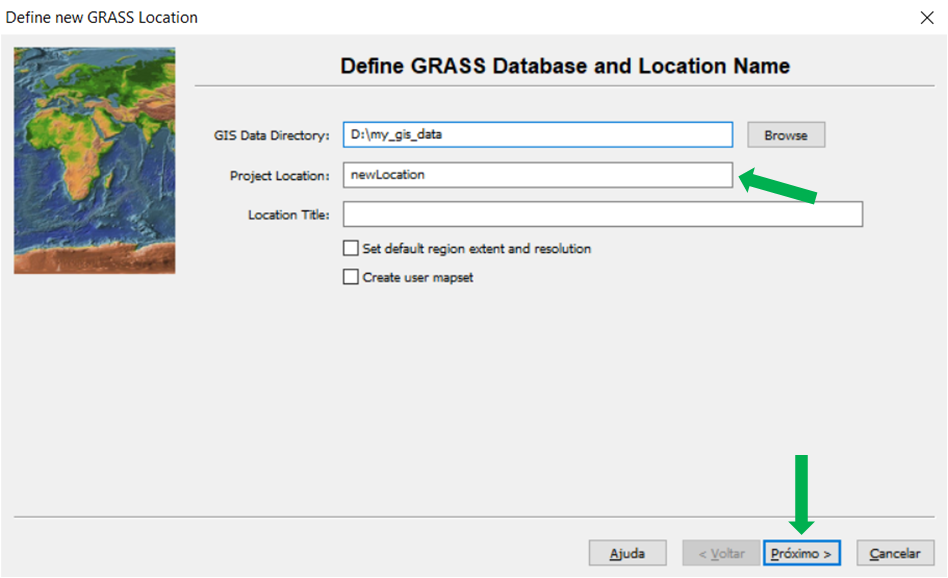 Define new GRASS Location
Define GRASS Database and Location Name
GIS Data Directory: D:\my_gis_data Browse
Project Location: newLocation
Location Title:
Set default region extent and resolution
Create user mapset
Ajuda < Voltar Próximo > Cancelar